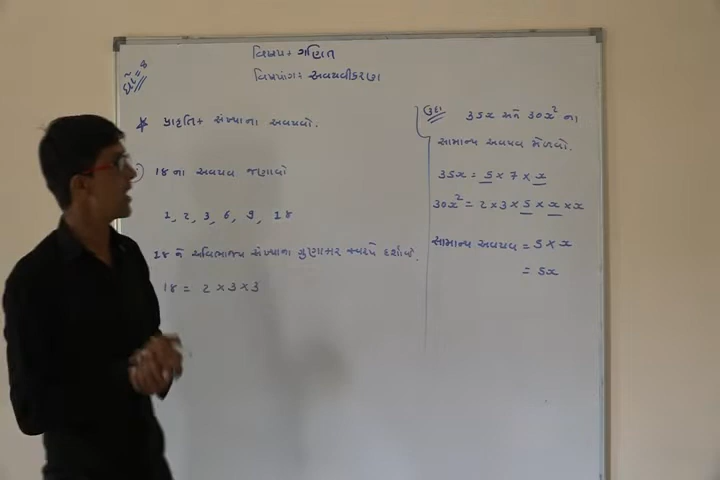 ધો = 8
વિષય + ગણિત
વિષયાંગ: અવયવીકરણ
* પ્રાકૃતિ+ સંખ્યાના અવયવો.
18 ના અવયવ જણાવો
1, 2, 3, 6, 9, 18
18 ને અવિભાજ્ય સંખ્યાના ગુણાકાર સ્વરૂપે દર્શાવો.
18 = 2 × 3 × 3
ઉદા 35x અને 30x² ના
સામાન્ય અવયવ મેળવો.
35x = 5 × 7 × x
30x² = 2 × 3 × 5 × x × x
સામાન્ય અવયવ = 5 × x
= 5x